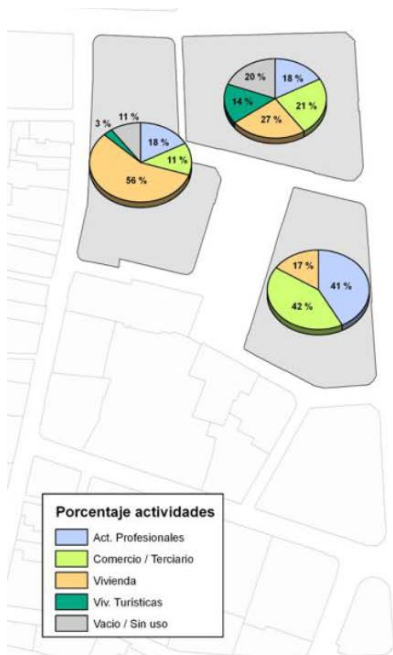 20 %
18 %
14 %
21 %
27 %
11 %
3 %
18 %
11 %
56 %
17 %
41 %
42 %
Porcentaje actividades
Act. Profesionales
Comercio / Terciario
Vivienda
Viv. Turísticas
Vacio / Sin uso